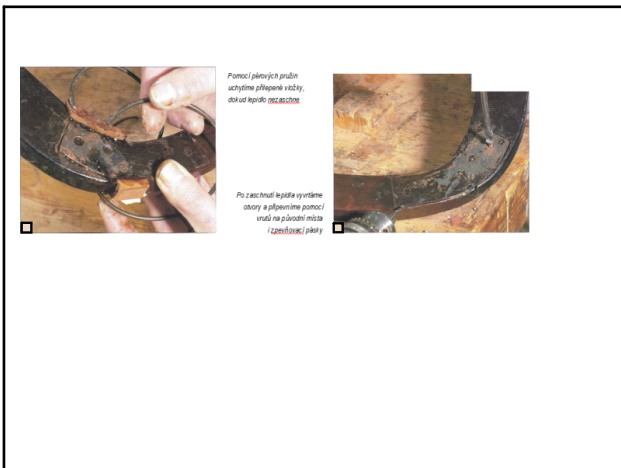 Pomocí pérových pružin
uchytíme přilepené vložky,
dokud lepidlo nezaschne.
Po zaschnutí lepidla vyvrtáme
otvory a připevníme pomocí
vrutů na původní místa
i zpevňovací pásky